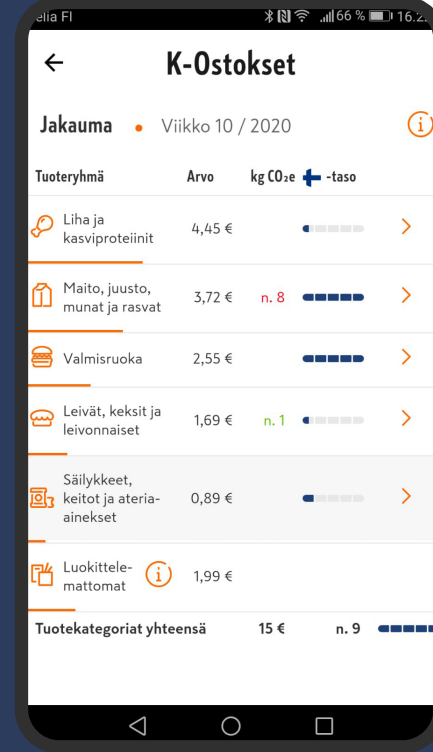 elia FI 66 % 16.2
K-Ostokset
Jakauma • Viikko 10 / 2020
Tuoteryhmä Arvo kg CO₂e -taso
Liha ja
kasviproteiinit 4,45 €
Maito, juusto,
munat ja rasvat 3,72 € n. 8
Valmisruoka 2,55 €
Leivät, keksit ja
leivonnaiset 1,69 € n. 1
Säilykkeet,
keitot ja ateria-
ainekset 0,89 €
Luokittele-
mattomat 1,99 €
Tuotekategoriat yhteensä 15 € n. 9